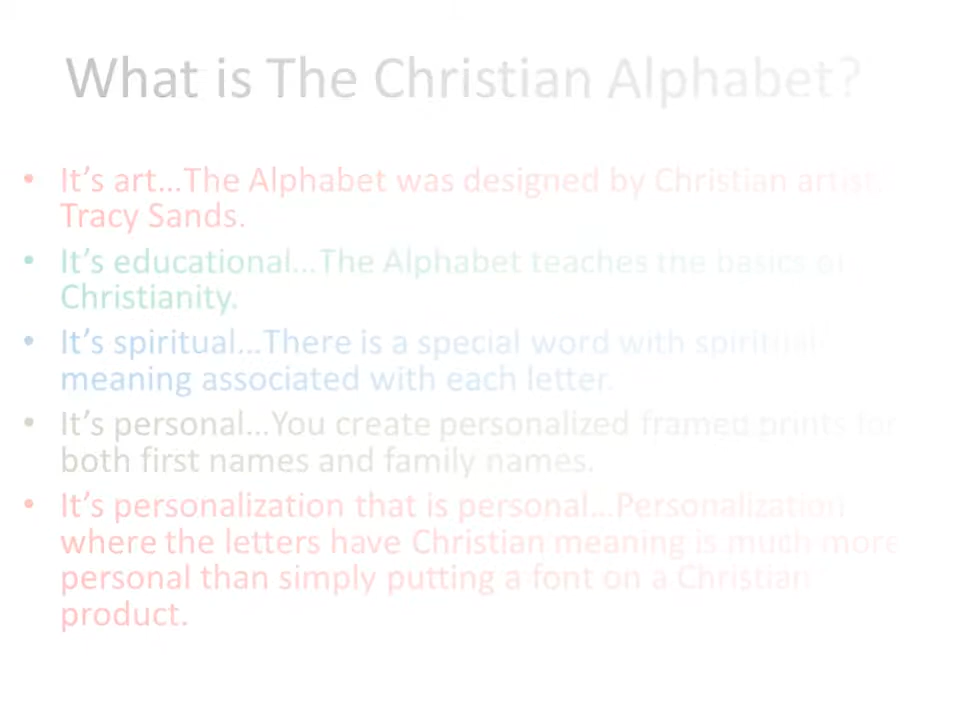 What is The Christian Alphabet?
• It's art…The Alphabet was designed by Christian artist
Tracy Sands.
• It's educational…The Alphabet teaches the basics of
Christianity.
• It's spiritual…There is a special word with spiritual
meaning associated with each letter.
• It's personal…You create personalized framed prints for
both first names and family names.
• It's personalization that is personal…Personalization
where the letters have Christian meaning is much more
personal than simply putting a font on a Christian
product.